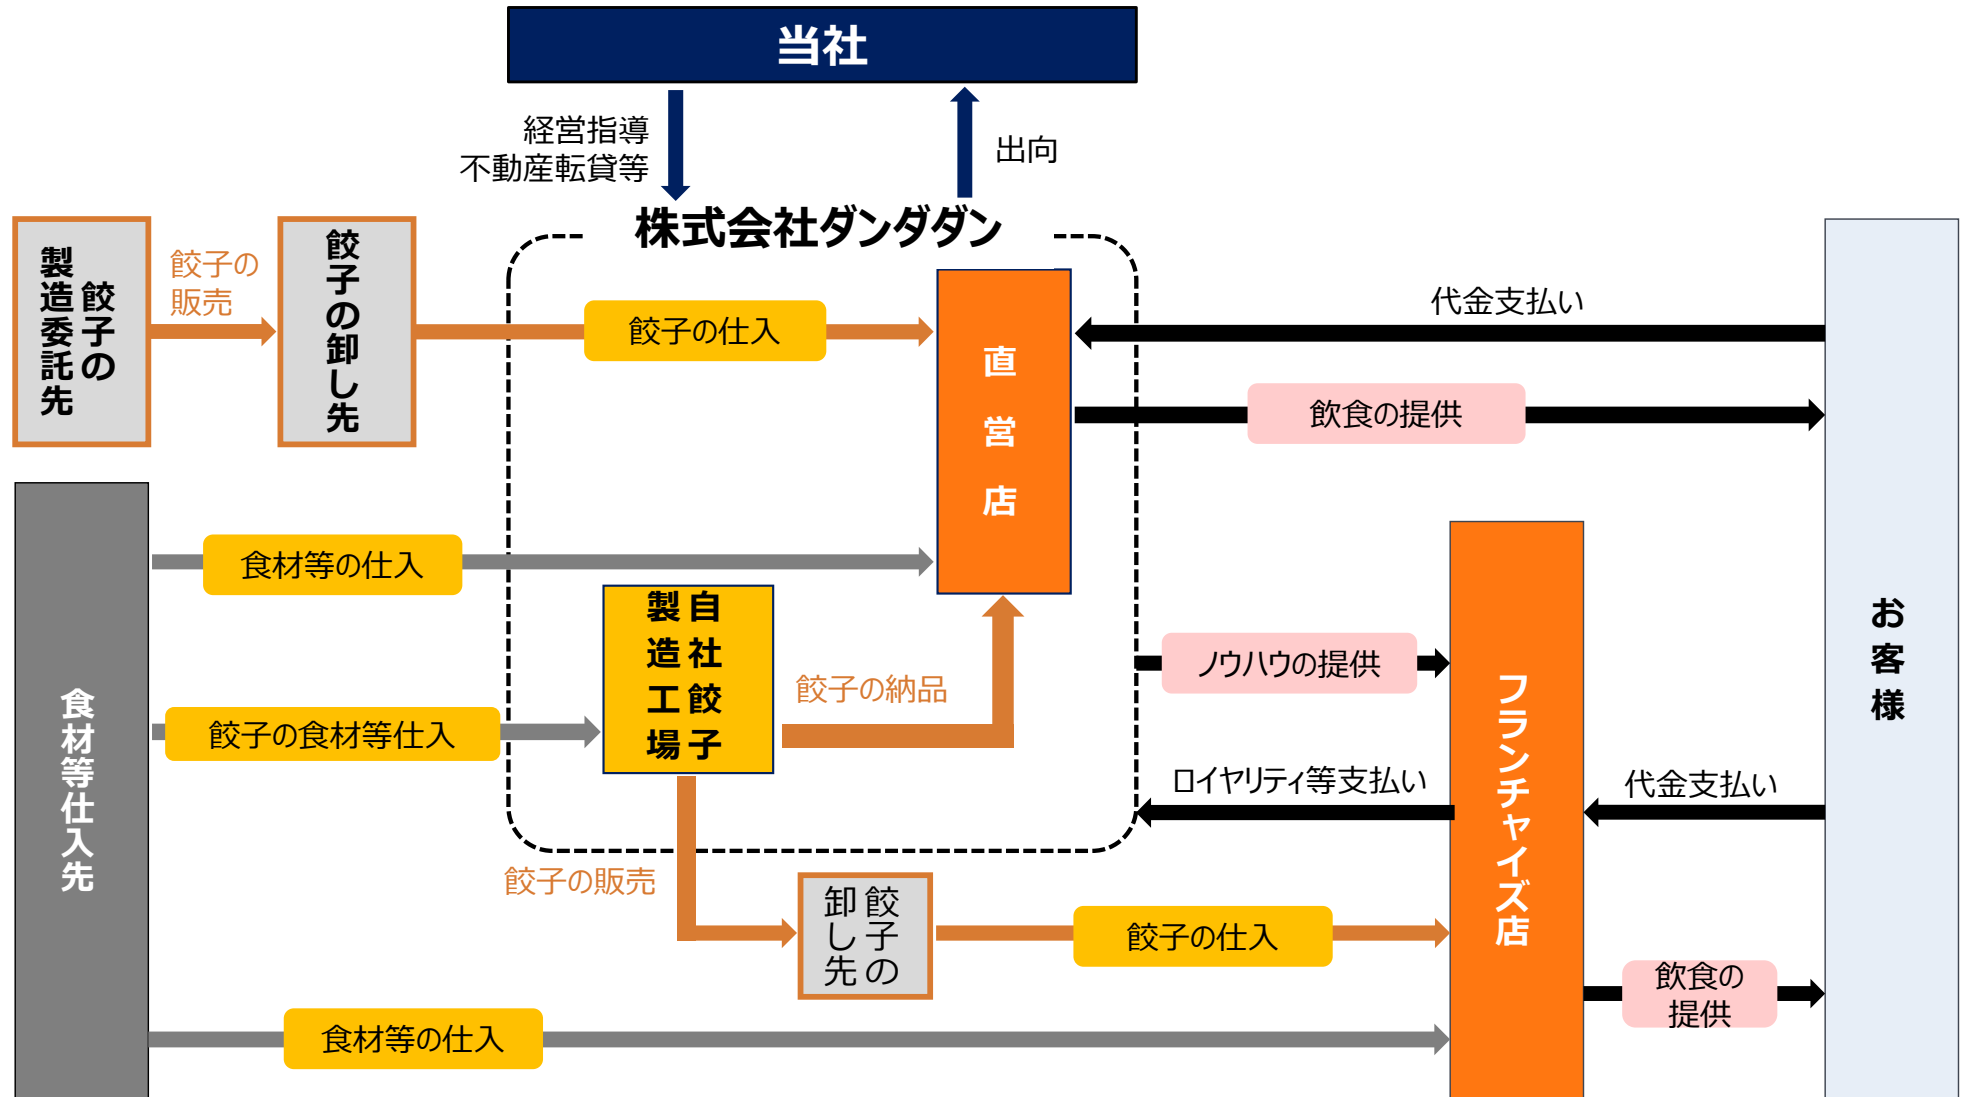 当社
経営指導
不動産転貸等
出向
株式会社ダンダダン
餃子の
製造委託先
餃子の
販売
餃子の卸し先
餃子の仕入
直営店
代金支払い
飲食の提供
お客様
食材等仕入先
食材等の仕入
自社餃子
製造工場
餃子の食材等仕入
餃子の納品
ノウハウの提供
フランチャイズ店
ロイヤリティ等支払い
代金支払い
餃子の販売
餃子の
卸し先
餃子の仕入
飲食の
提供
食材等の仕入